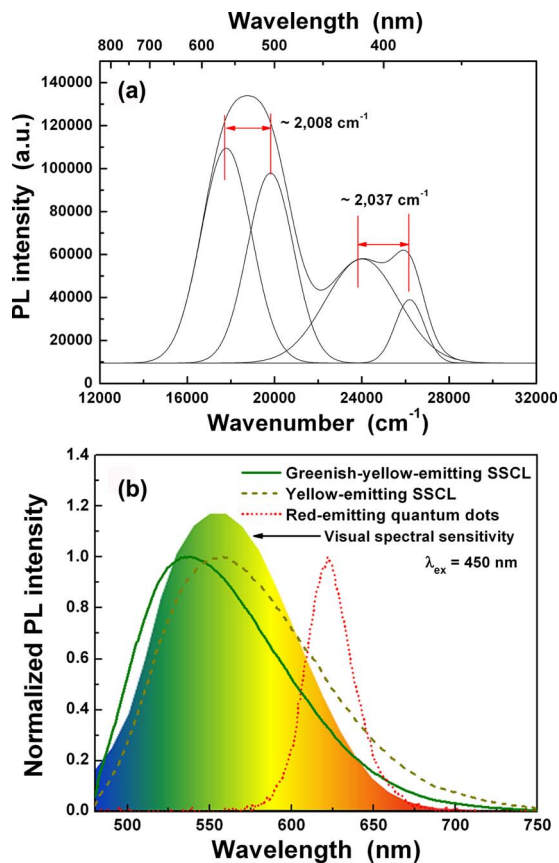 Wavelength (nm)
800 700 600 500 400
(a)
140000
120000
100000
80000
60000
40000
20000
0
PL intensity (a.u.)
~ 2,008 cm⁻¹
~ 2,037 cm⁻¹
12000 16000 20000 24000 28000 32000
Wavenumber (cm⁻¹)
(b)
1.4
1.2
1.0
0.8
0.6
0.4
0.2
0.0
Normalized PL intensity
Greenish-yellow-emitting SSCL
Yellow-emitting SSCL
Red-emitting quantum dots
Visual spectral sensitivity
λex = 450 nm
500 550 600 650 700 750
Wavelength (nm)